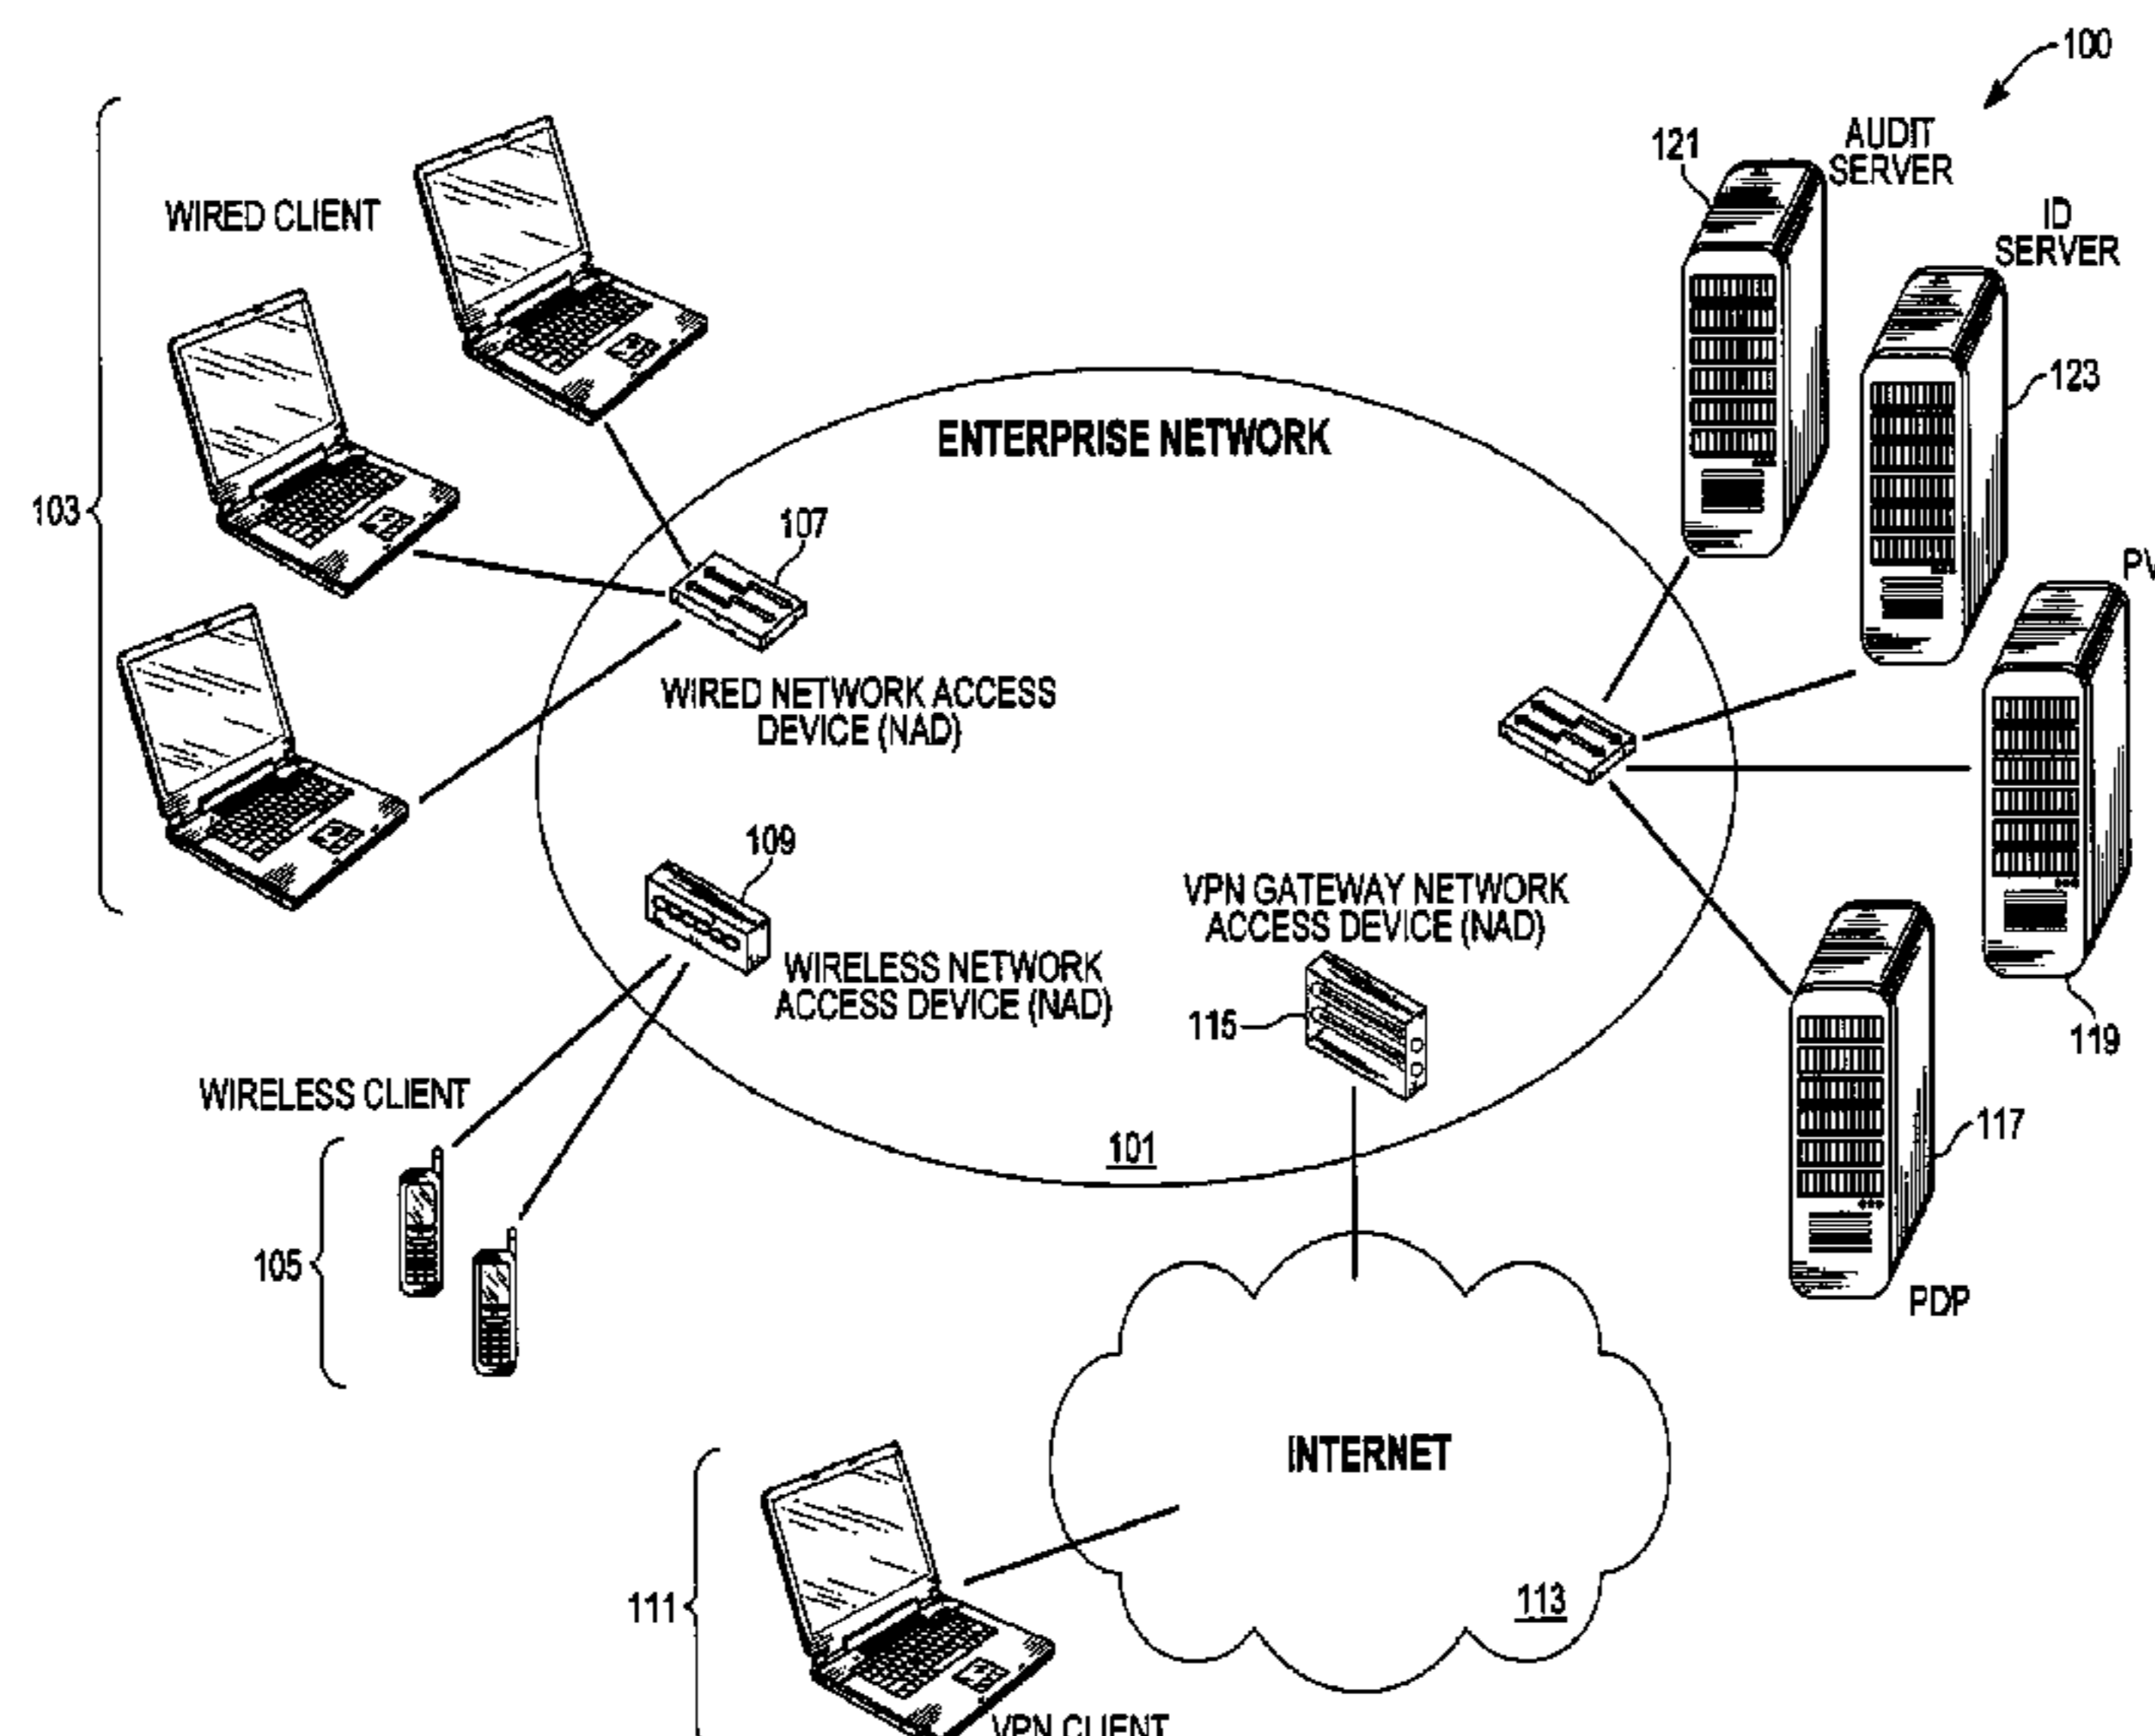 100
121
AUDIT
SERVER
WIRED CLIENT
ID
SERVER
123
ENTERPRISE NETWORK
103
107
PV
WIRED NETWORK ACCESS
DEVICE (NAD)
109
VPN GATEWAY NETWORK
ACCESS DEVICE (NAD)
WIRELESS NETWORK
ACCESS DEVICE (NAD)
115
119
WIRELESS CLIENT
101
117
105
PDP
INTERNET
111
113
VPN CLIENT